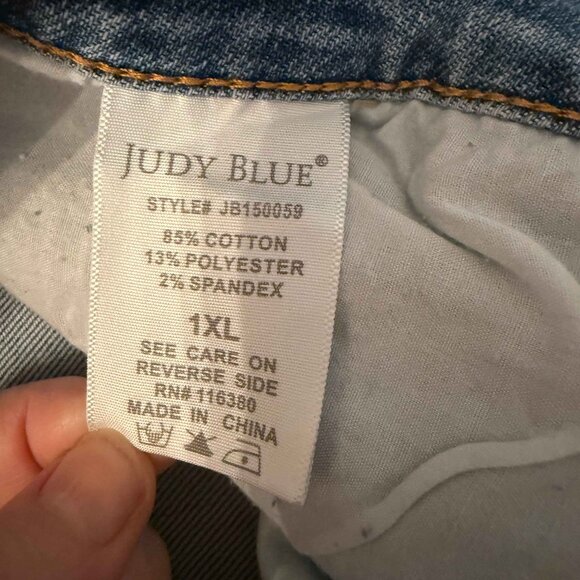 JUDY BLUE®
STYLE# JB150059
85% COTTON
13% POLYESTER
2% SPANDEX
1XL
SEE CARE ON
REVERSE SIDE
RN# 116380
MADE IN CHINA